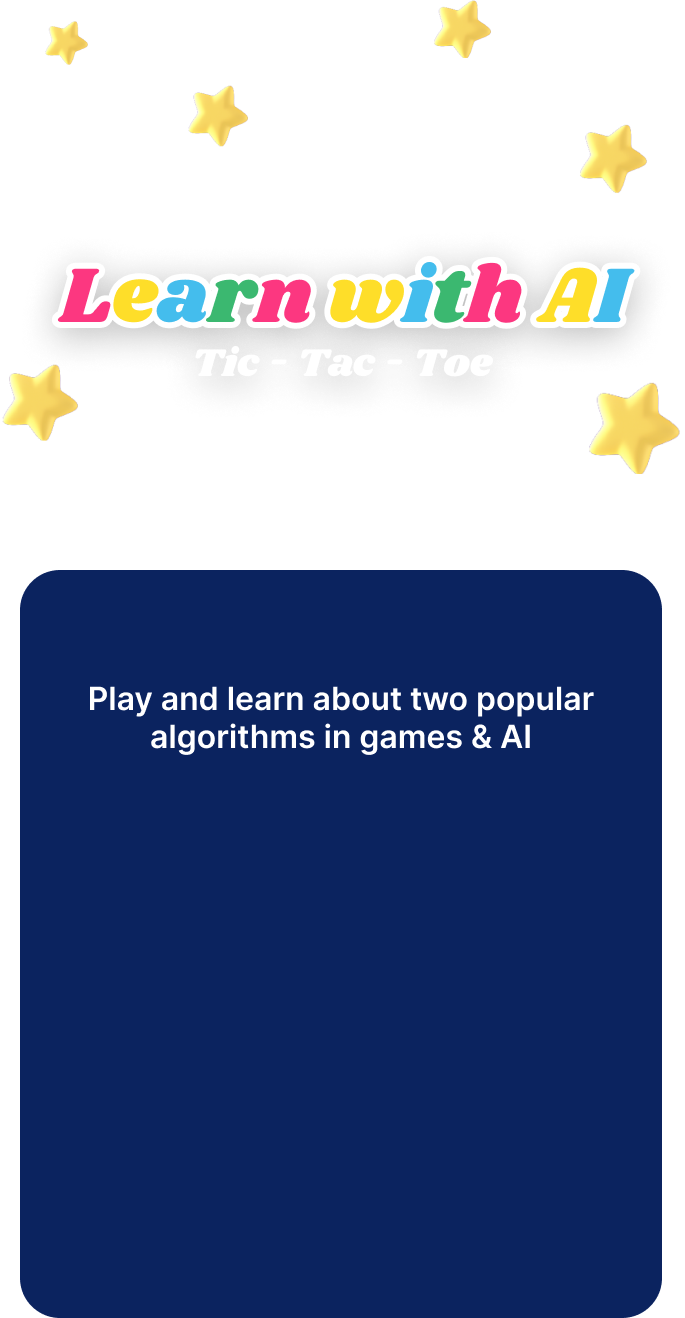 Learn with AI
Tic - Tac - Toe
Play and learn about two popular
algorithms in games & AI